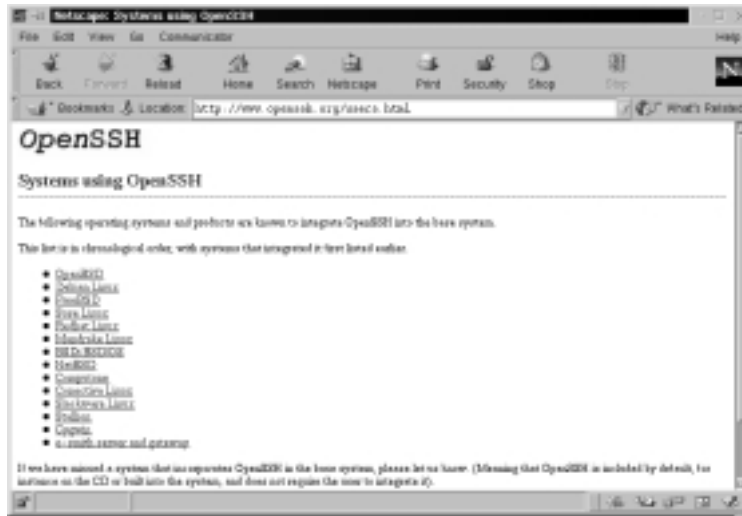 Netscape: Systems using OpenSSH
File Edit View Go Communicator Help
Back Forward Reload Home Search Netscape Print Security Shop Stop
Bookmarks Location: http://www.openssh.org/users.html What's Related
OpenSSH
Systems using OpenSSH
The following operating systems and products are known to integrate OpenSSH into the base system.
This list is in chronological order, with systems that integrated it first listed earlier.
OpenBSD
Debian Linux
FreeBSD
Suse Linux
Redhat Linux
Mandrake Linux
BSDi BSD/OS
NetBSD
Computone
Conectiva Linux
Slackware Linux
Stallion
Cygwin
e-smith server and gateway
If we have missed a system that incorporates OpenSSH in the base system, please let us know. (Meaning that OpenSSH is included by default, for
instance on the CD or built into the system, and does not require the user to integrate it).